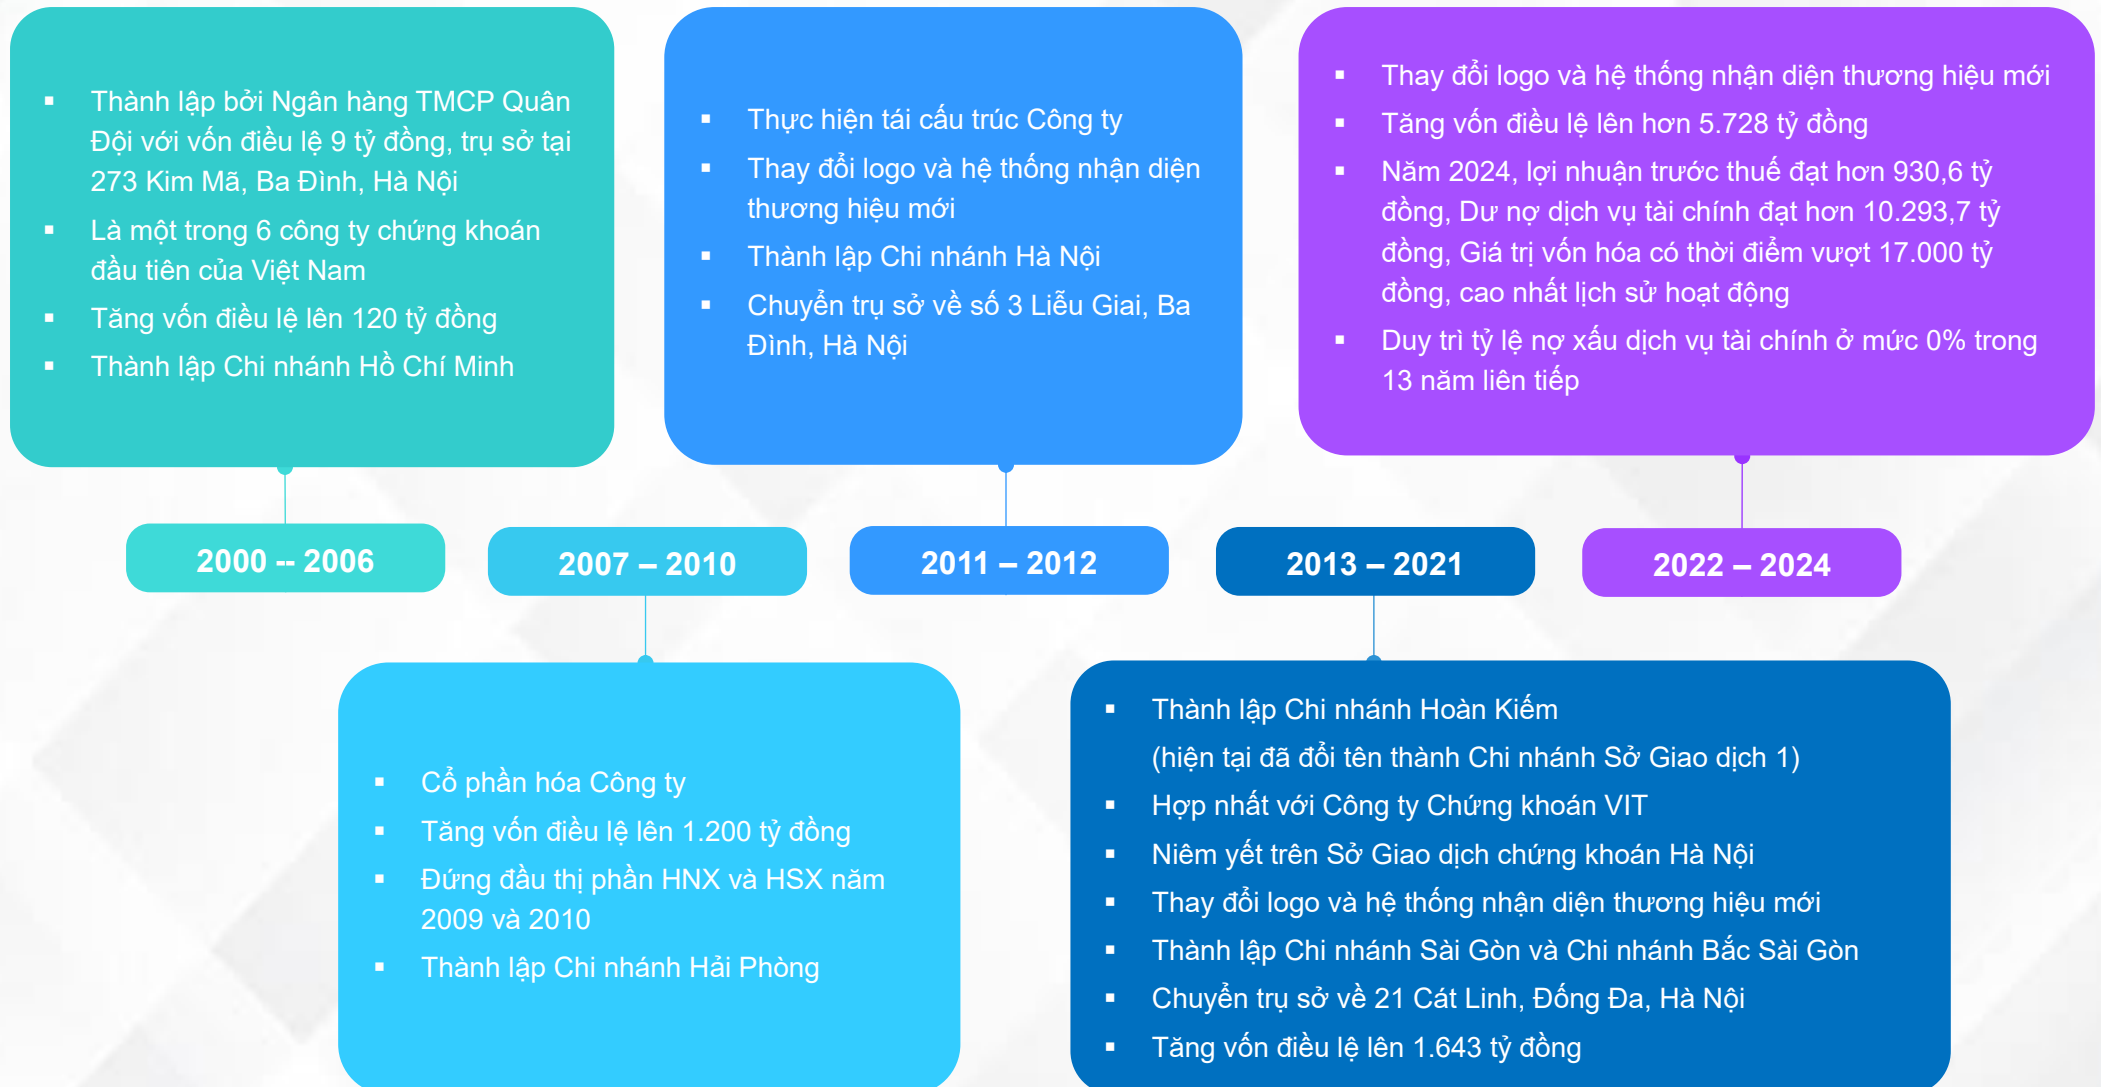 Thành lập bởi Ngân hàng TMCP Quân
Đội với vốn điều lệ 9 tỷ đồng, trụ sở tại
273 Kim Mã, Ba Đình, Hà Nội
Là một trong 6 công ty chứng khoán
đầu tiên của Việt Nam
Tăng vốn điều lệ lên 120 tỷ đồng
Thành lập Chi nhánh Hồ Chí Minh
Thực hiện tái cấu trúc Công ty
Thay đổi logo và hệ thống nhận diện
thương hiệu mới
Thành lập Chi nhánh Hà Nội
Chuyển trụ sở về số 3 Liễu Giai, Ba
Đình, Hà Nội
Thay đổi logo và hệ thống nhận diện thương hiệu mới
Tăng vốn điều lệ lên hơn 5.728 tỷ đồng
Năm 2024, lợi nhuận trước thuế đạt hơn 930,6 tỷ
đồng, Dư nợ dịch vụ tài chính đạt hơn 10.293,7 tỷ
đồng, Giá trị vốn hóa có thời điểm vượt 17.000 tỷ
đồng, cao nhất lịch sử hoạt động
Duy trì tỷ lệ nợ xấu dịch vụ tài chính ở mức 0% trong
13 năm liên tiếp
2000 -- 2006
2007 – 2010
2011 – 2012
2013 – 2021
2022 – 2024
Cổ phần hóa Công ty
Tăng vốn điều lệ lên 1.200 tỷ đồng
Đứng đầu thị phần HNX và HSX năm
2009 và 2010
Thành lập Chi nhánh Hải Phòng
Thành lập Chi nhánh Hoàn Kiếm
(hiện tại đã đổi tên thành Chi nhánh Sở Giao dịch 1)
Hợp nhất với Công ty Chứng khoán VIT
Niêm yết trên Sở Giao dịch chứng khoán Hà Nội
Thay đổi logo và hệ thống nhận diện thương hiệu mới
Thành lập Chi nhánh Sài Gòn và Chi nhánh Bắc Sài Gòn
Chuyển trụ sở về 21 Cát Linh, Đống Đa, Hà Nội
Tăng vốn điều lệ lên 1.643 tỷ đồng